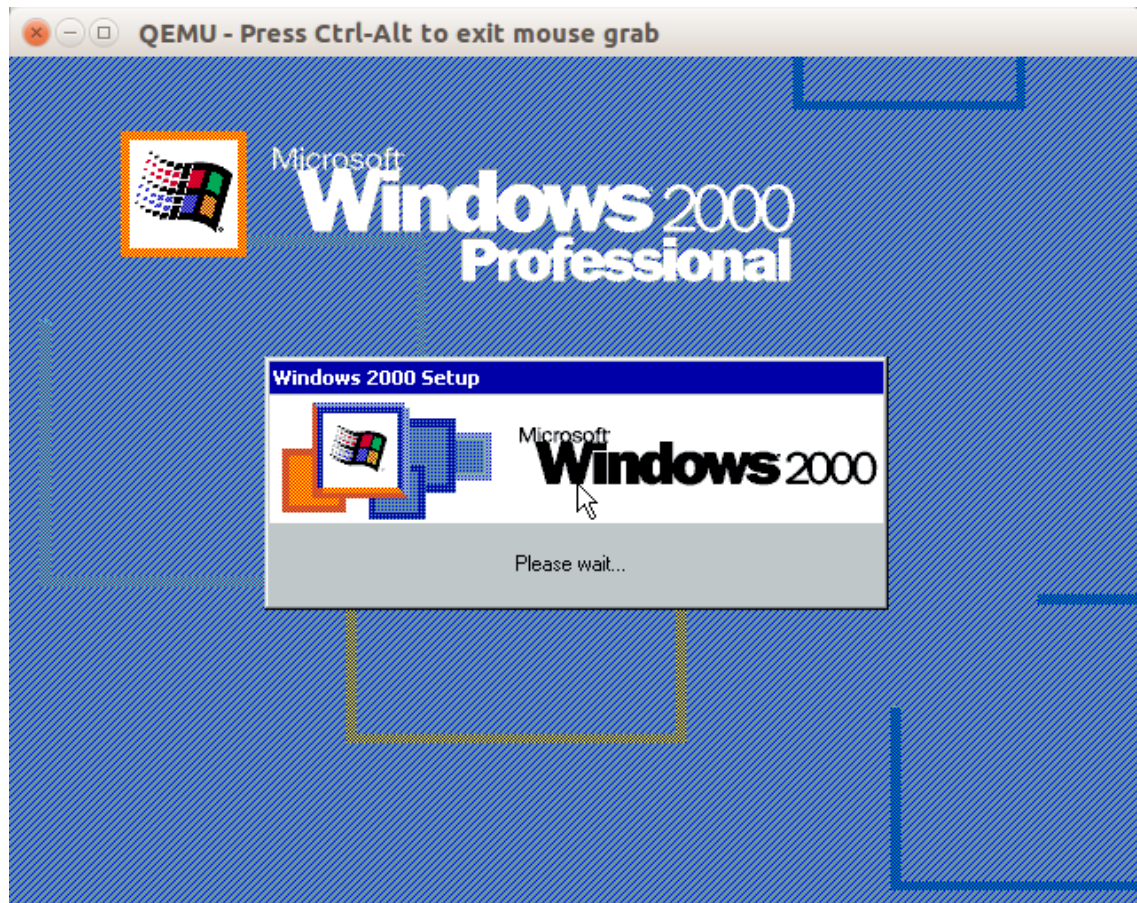 QEMU - Press Ctrl-Alt to exit mouse grab
Microsoft
Windows 2000
Professional
Windows 2000 Setup
Microsoft
Windows 2000
Please wait...